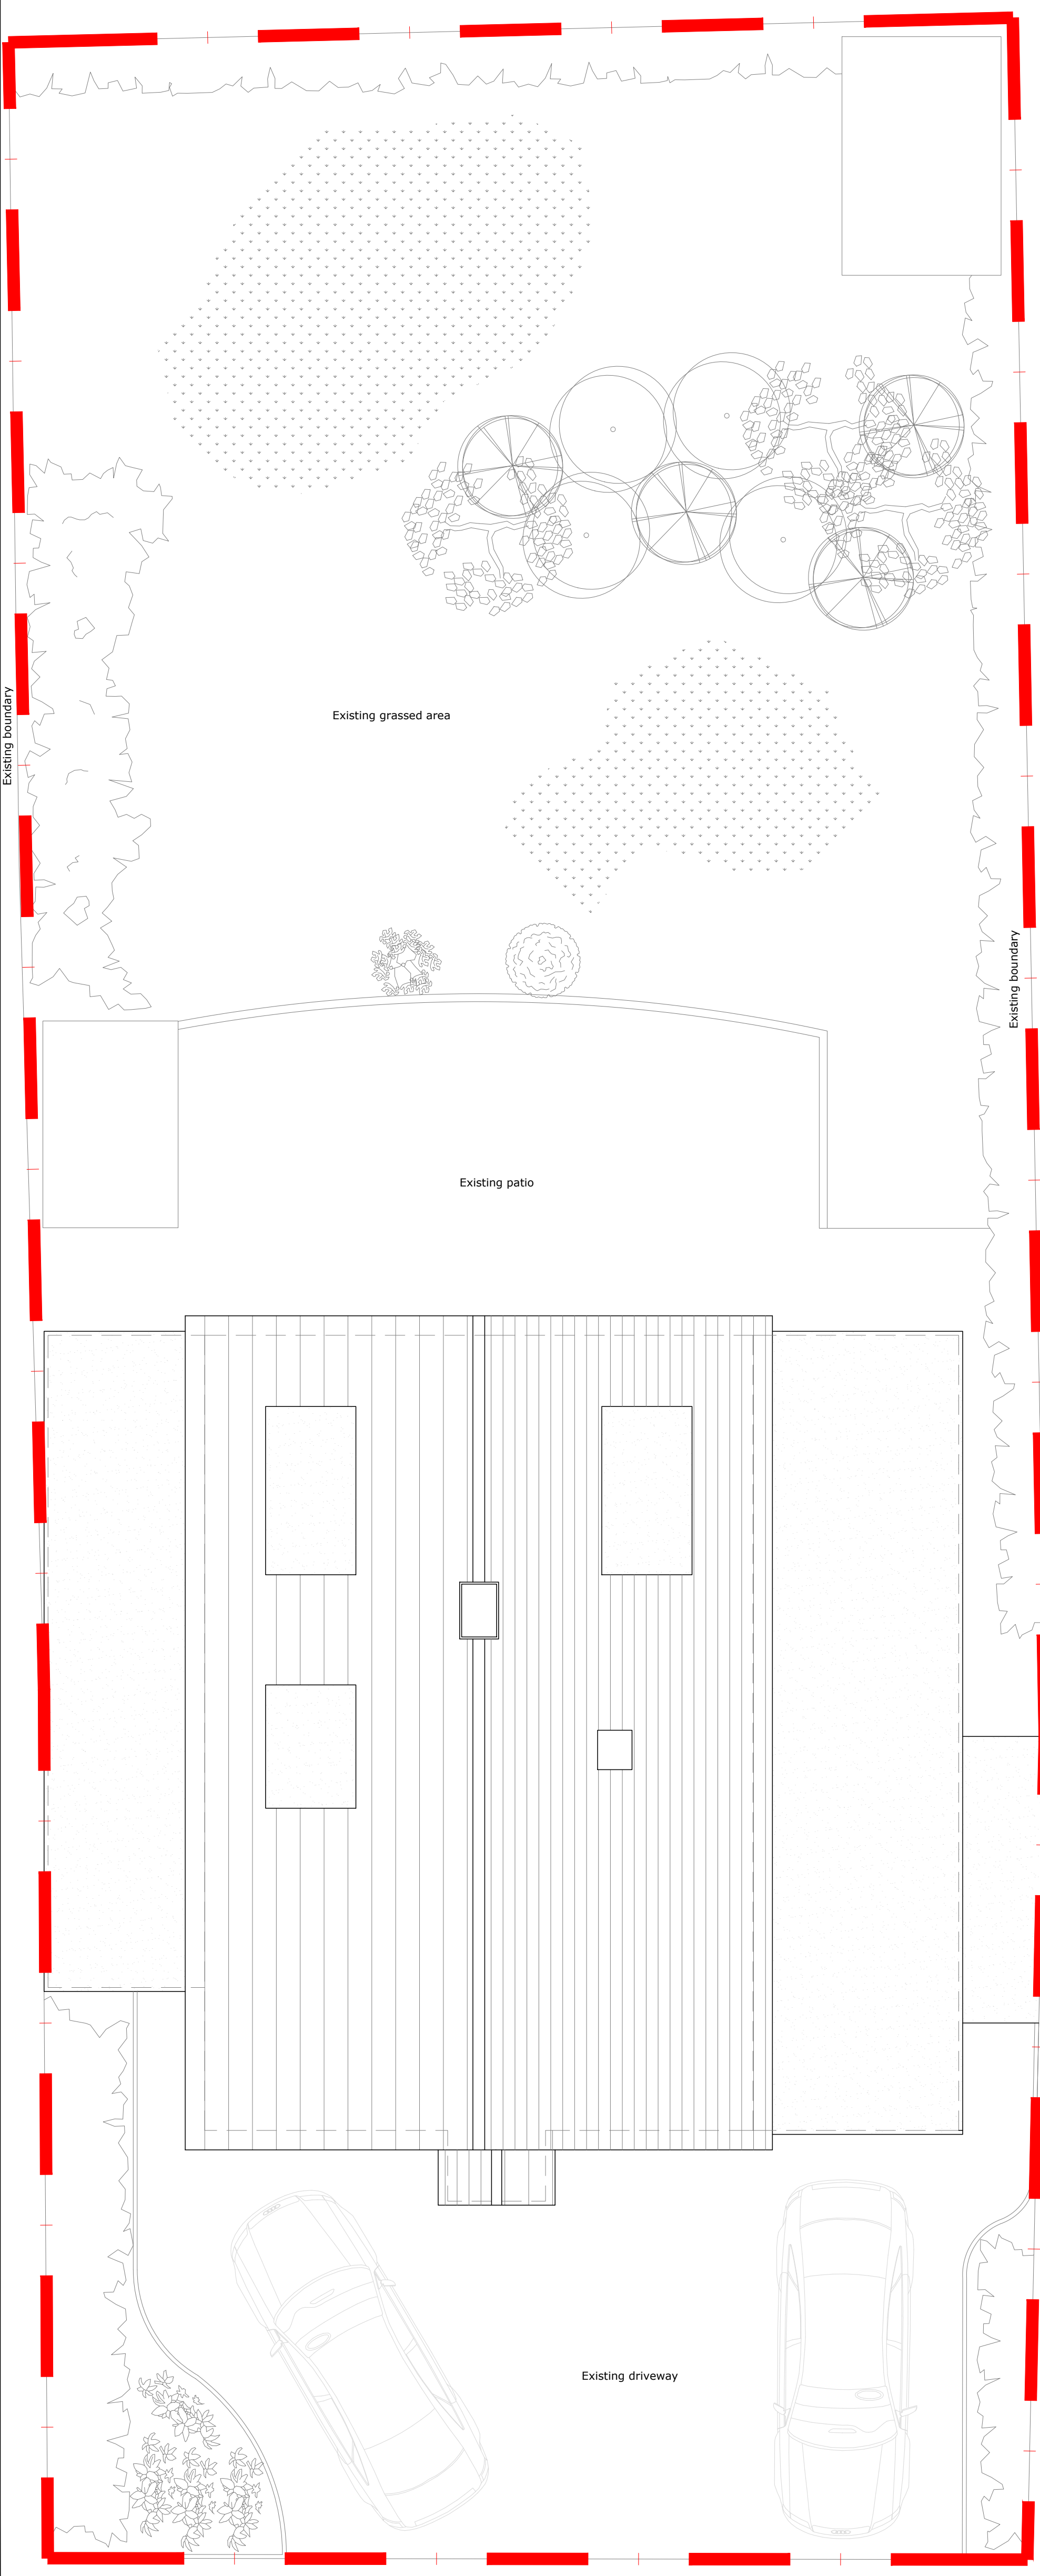 Existing boundary
Existing grassed area
Existing boundary
Existing patio
Existing driveway